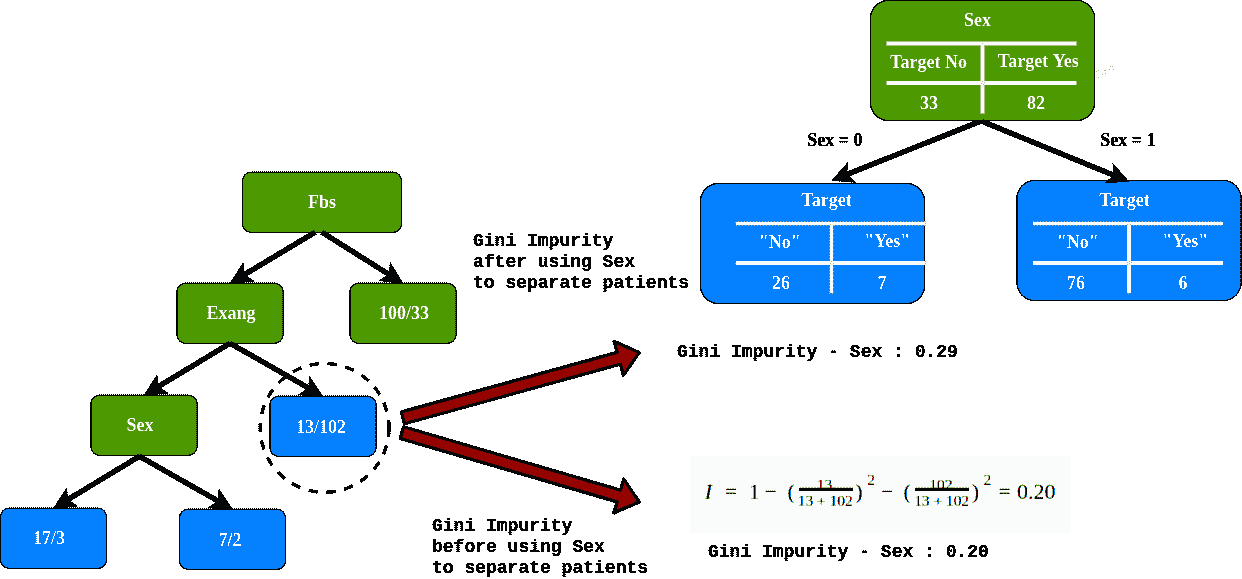 Sex
Target No Target Yes
33 82
Sex = 0 Sex = 1
Target
"No" "Yes"
26 7
Target
"No" "Yes"
76 6
Fbs
Exang 100/33
Sex 13/102
17/3 7/2
Gini Impurity
after using Sex
to separate patients
Gini Impurity - Sex : 0.29
I = 1 − (13/(13 + 102))² − (102/(13 + 102))² = 0.20
Gini Impurity
before using Sex
to separate patients
Gini Impurity - Sex : 0.20